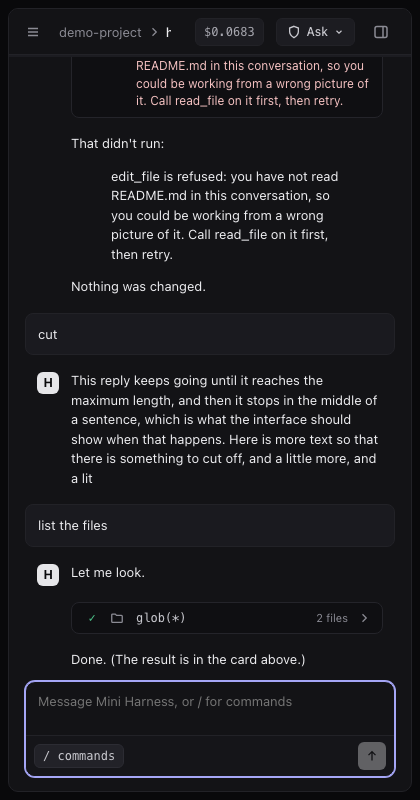 demo-project
$0.0683
Ask
README.md in this conversation, so you
could be working from a wrong picture of
it. Call read_file on it first, then retry.
That didn't run:
edit_file is refused: you have not read
README.md in this conversation, so
you could be working from a wrong
picture of it. Call read_file on it first,
then retry.
Nothing was changed.
cut
H
This reply keeps going until it reaches the
maximum length, and then it stops in the middle of
a sentence, which is what the interface should
show when that happens. Here is more text so that
there is something to cut off, and a little more, and
a lit
list the files
H
Let me look.
✓ glob(*) 2 files
Done. (The result is in the card above.)
Message Mini Harness, or / for commands
/ commands